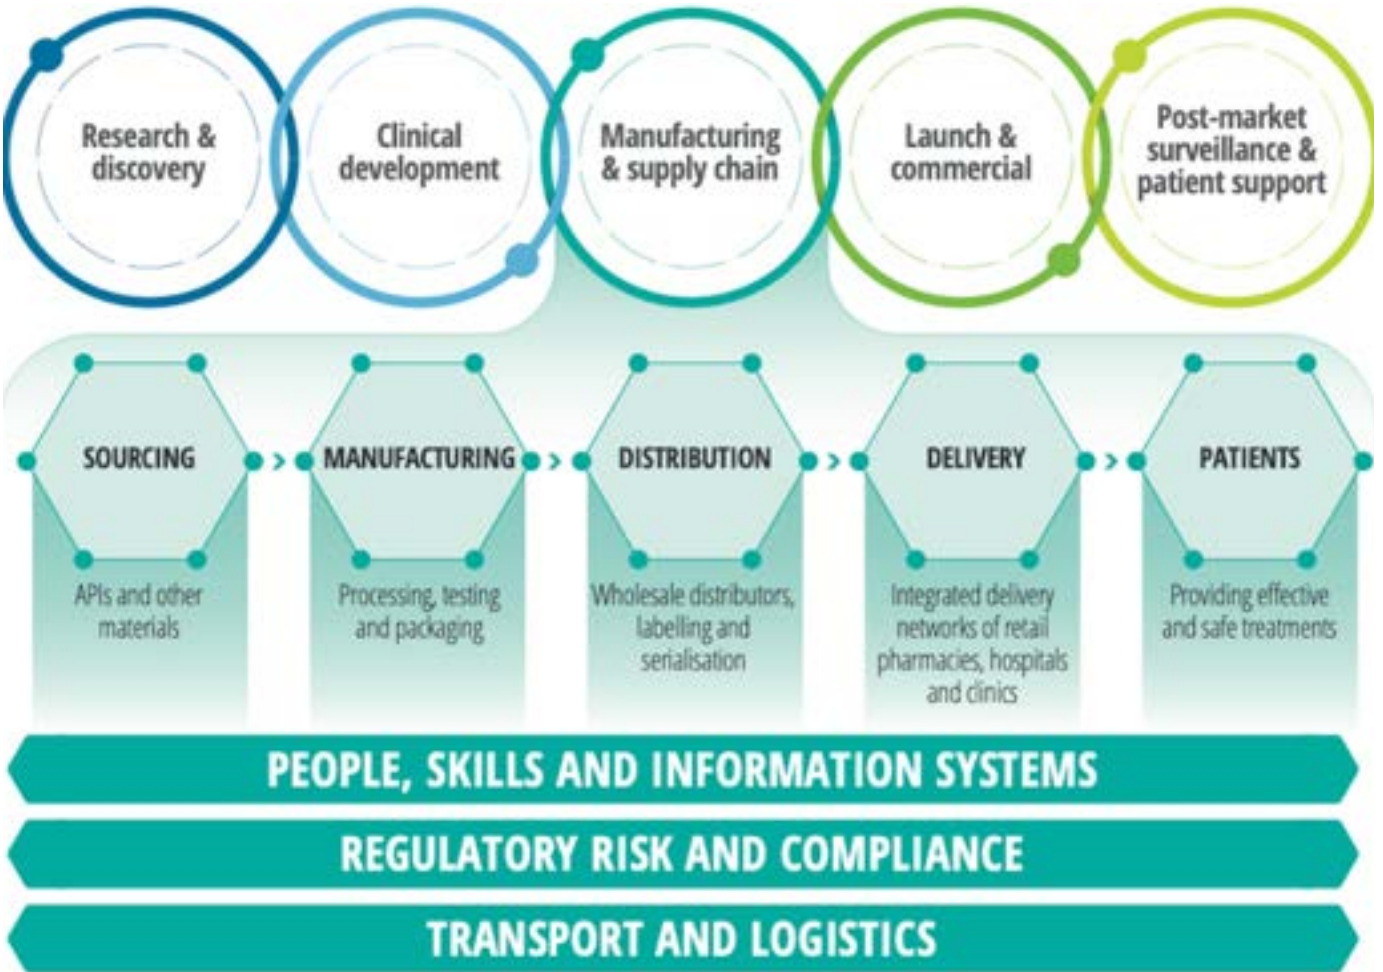 Research &
discovery
Clinical
development
Manufacturing
& supply chain
Launch &
commercial
Post-market
surveillance &
patient support
SOURCING
MANUFACTURING
DISTRIBUTION
DELIVERY
PATIENTS
APIs and other
materials
Processing, testing
and packaging
Wholesale distributors,
labelling and
serialisation
Integrated delivery
networks of retail
pharmacies, hospitals
and clinics
Providing effective
and safe treatments
PEOPLE, SKILLS AND INFORMATION SYSTEMS
REGULATORY RISK AND COMPLIANCE
TRANSPORT AND LOGISTICS